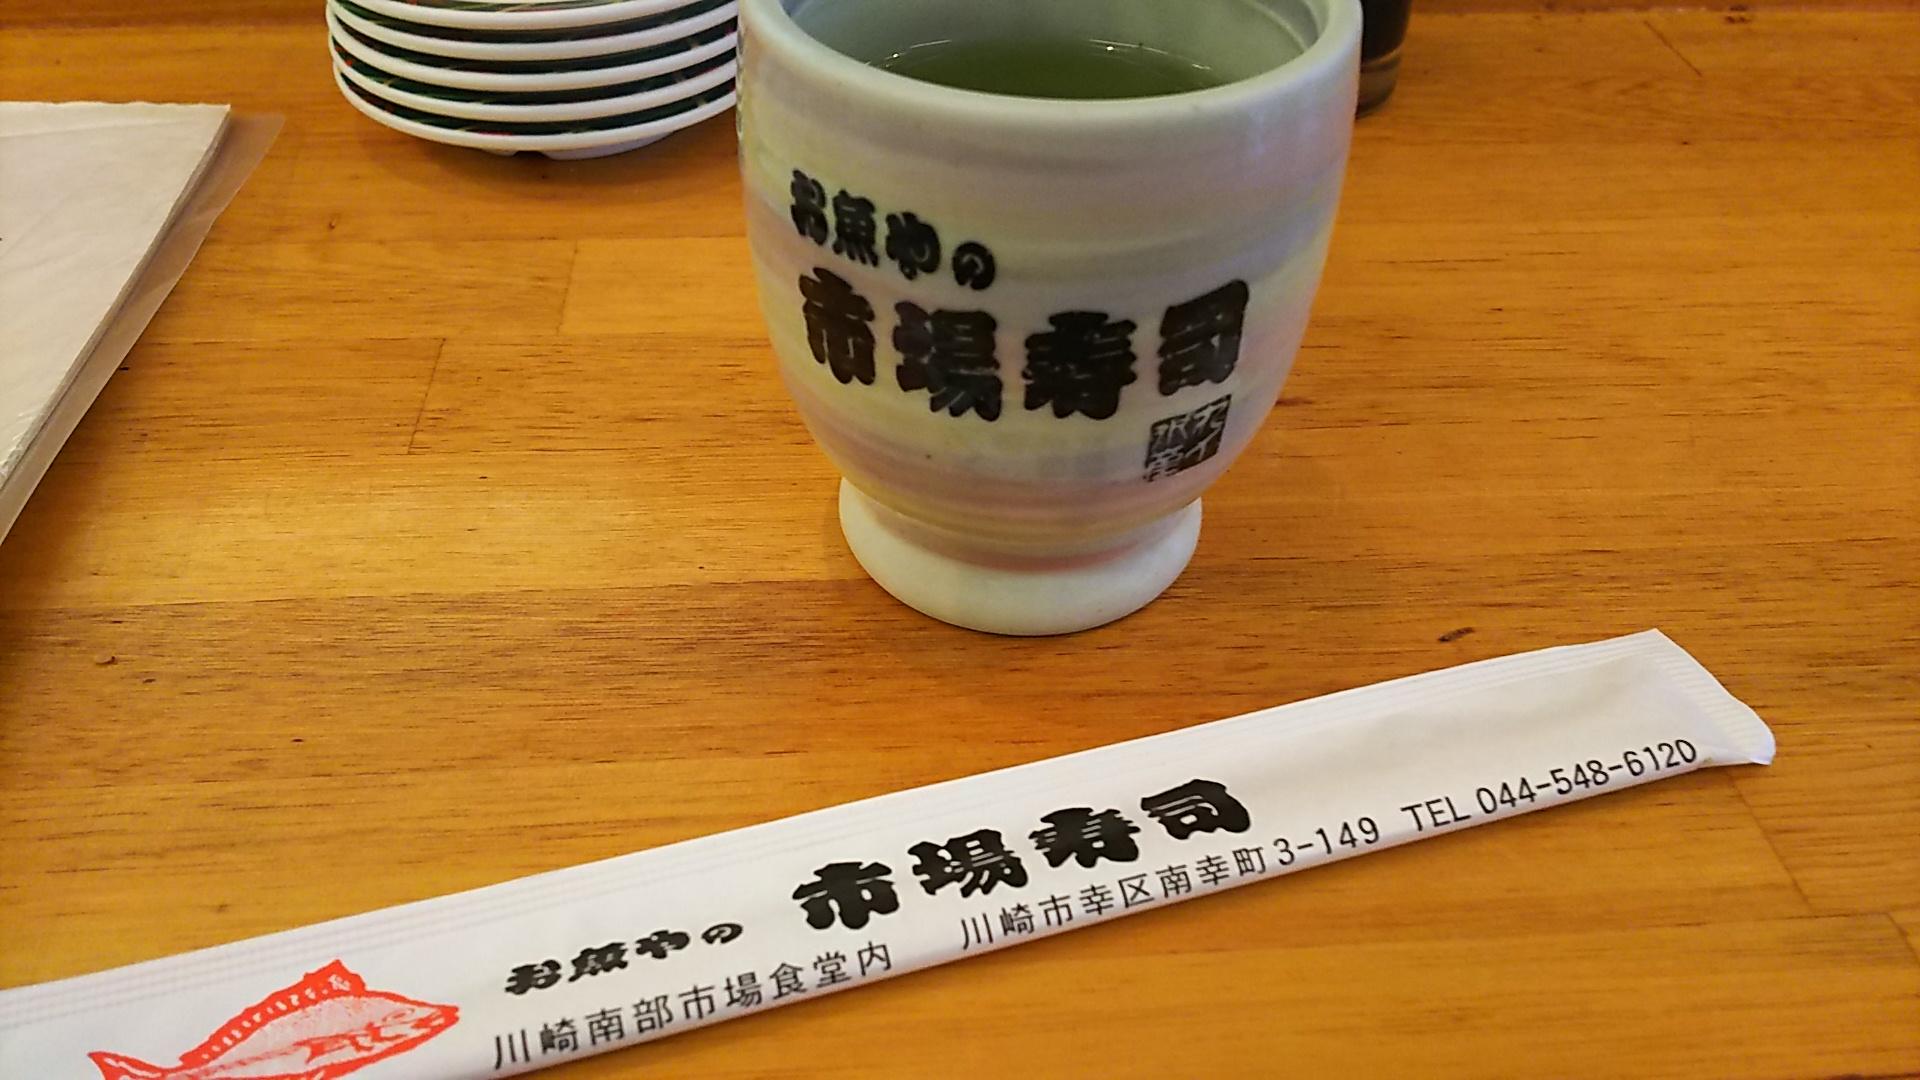 お魚やの
市場寿司
お魚やの 市場寿司
川崎南部市場食堂内 川崎市幸区南幸町3-149 TEL 044-548-6120